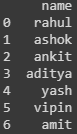 name
0 rahul
1 ashok
2 ankit
3 aditya
4 yash
5 vipin
6 amit